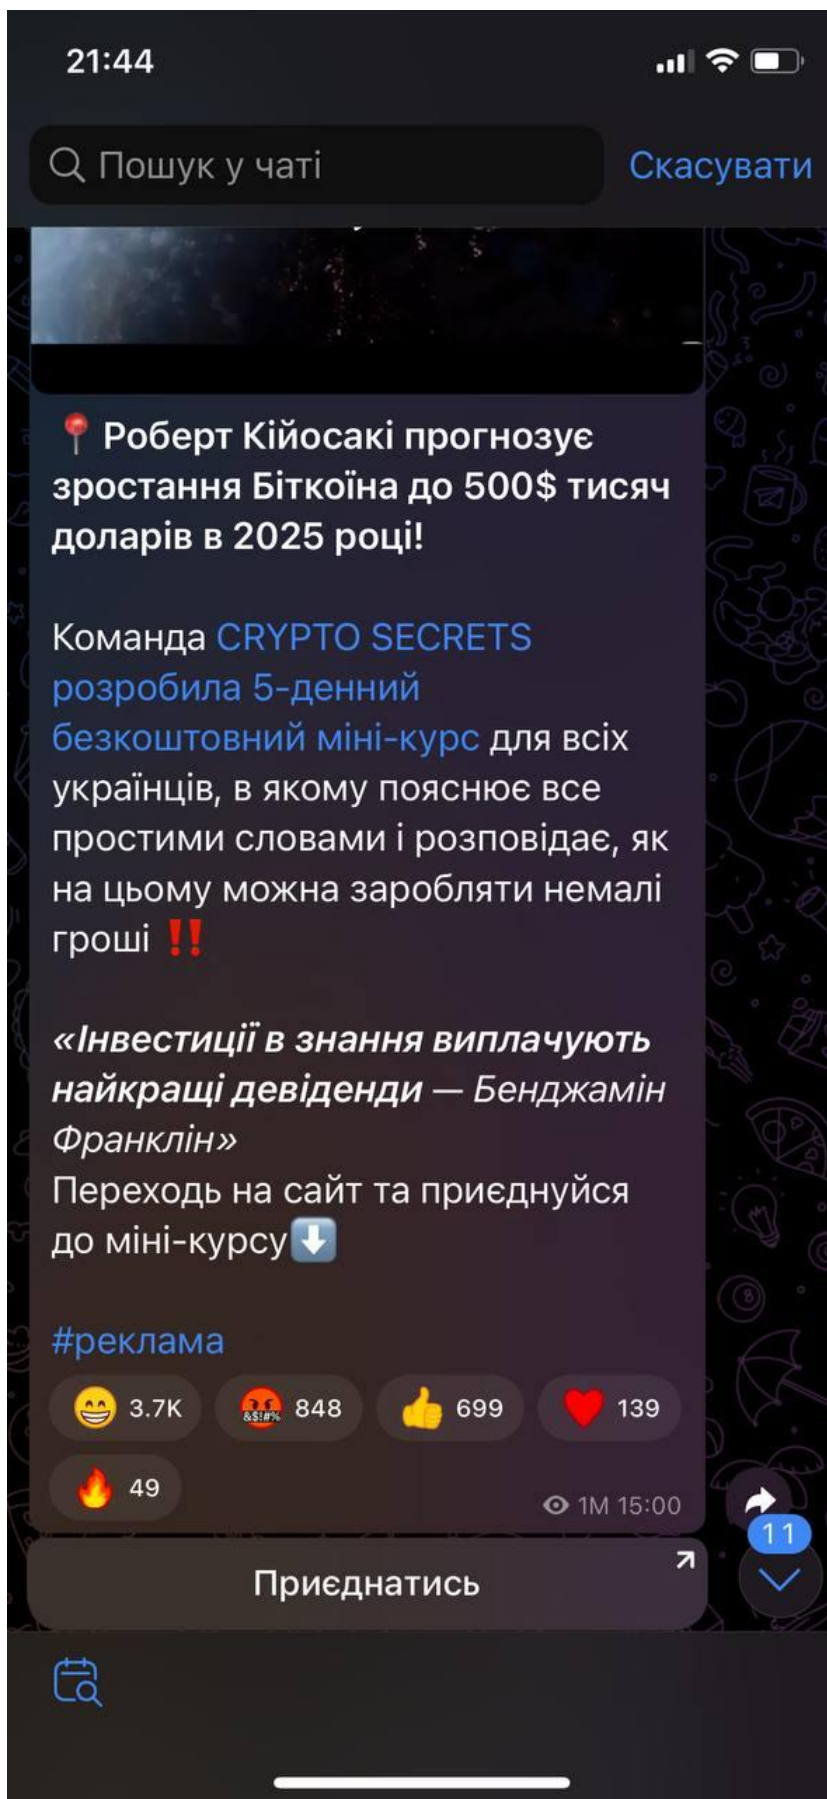 21:44
Пошук у чаті
Скасувати
📍 Роберт Кійосакі прогнозує
зростання Біткоїна до 500$ тисяч
доларів в 2025 році!
Команда CRYPTO SECRETS
розробила 5-денний
безкоштовний міні-курс для всіх
українців, в якому пояснює все
простими словами і розповідає, як
на цьому можна заробляти немалі
гроші ‼️
«Інвестиції в знання виплачують
найкращі девіденди — Бенджамін
Франклін»
Переходь на сайт та приєднуйся
до міні-курсу⬇️
#реклама
😁 3.7K 🤬 848 👍 699 ❤️ 139
🔥 49
1M 15:00
11
Приєднатись